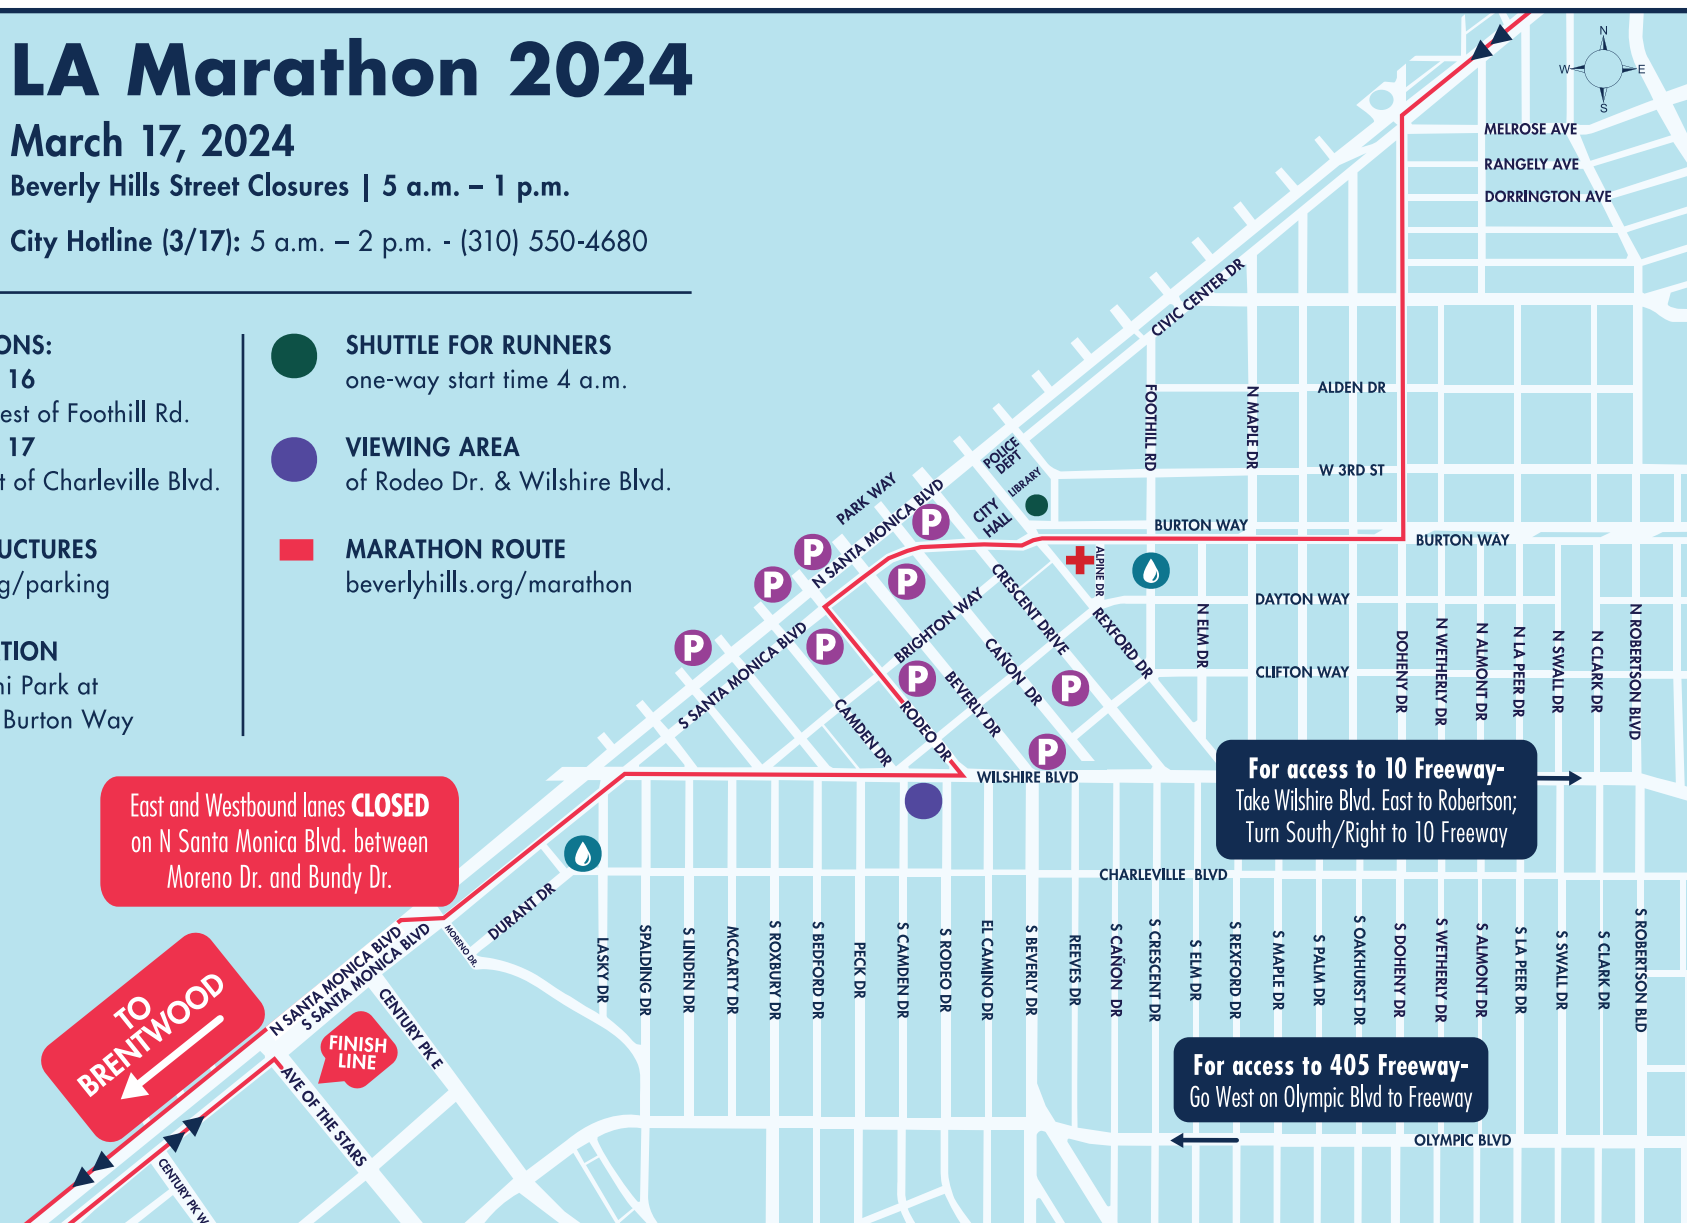 LA Marathon 2024
March 17, 2024
Beverly Hills Street Closures | 5 a.m. – 1 p.m.
City Hotline (3/17): 5 a.m. – 2 p.m. - (310) 550-4680
ONS:
16
est of Foothill Rd.
17
t of Charleville Blvd.
UCTURES
g/parking
TION
ni Park at
Burton Way
SHUTTLE FOR RUNNERS
one-way start time 4 a.m.
VIEWING AREA
of Rodeo Dr. & Wilshire Blvd.
MARATHON ROUTE
beverlyhills.org/marathon
East and Westbound lanes CLOSED
on N Santa Monica Blvd. between
Moreno Dr. and Bundy Dr.
TO
BRENTWOOD
FINISH
LINE
N
W
E
S
MELROSE AVE
RANGELY AVE
DORRINGTON AVE
CIVIC CENTER DR
FOOTHILL RD
N MAPLE DR
ALDEN DR
W 3RD ST
POLICE
DEPT
LIBRARY
CITY
HALL
PARK WAY
N SANTA MONICA BLVD
BURTON WAY
BURTON WAY
P
P
P
P
P
P
P
P
P
ALPINE DR
CRESCENT DRIVE
BRIGHTON WAY
REXFORD DR
DAYTON WAY
N ELM DR
CLIFTON WAY
DOHENY DR
N WETHERLY DR
N ALMONT DR
N LA PEER DR
N SWALL DR
N CLARK DR
N ROBERTSON BLVD
S SANTA MONICA BLVD
CAÑON DR
BEVERLY DR
RODEO DR
CAMDEN DR
WILSHIRE BLVD
For access to 10 Freeway-
Take Wilshire Blvd. East to Robertson;
Turn South/Right to 10 Freeway
CHARLEVILLE BLVD
DURANT DR
MORENO DR.
N SANTA MONICA BLVD
S SANTA MONICA BLVD
CENTURY PK E
AVE OF THE STARS
CENTURY PK W
LASKY DR
SPALDING DR
S LINDEN DR
MCCARTY DR
S ROXBURY DR
S BEDFORD DR
PECK DR
S CAMDEN DR
S RODEO DR
EL CAMINO DR
S BEVERLY DR
REEVES DR
S CAÑON DR
S CRESCENT DR
S ELM DR
S REXFORD DR
S MAPLE DR
S PALM DR
S OAKHURST DR
S DOHENY DR
S WETHERLY DR
S ALMONT DR
S LA PEER DR
S SWALL DR
S CLARK DR
S ROBERTSON BLD
For access to 405 Freeway-
Go West on Olympic Blvd to Freeway
OLYMPIC BLVD